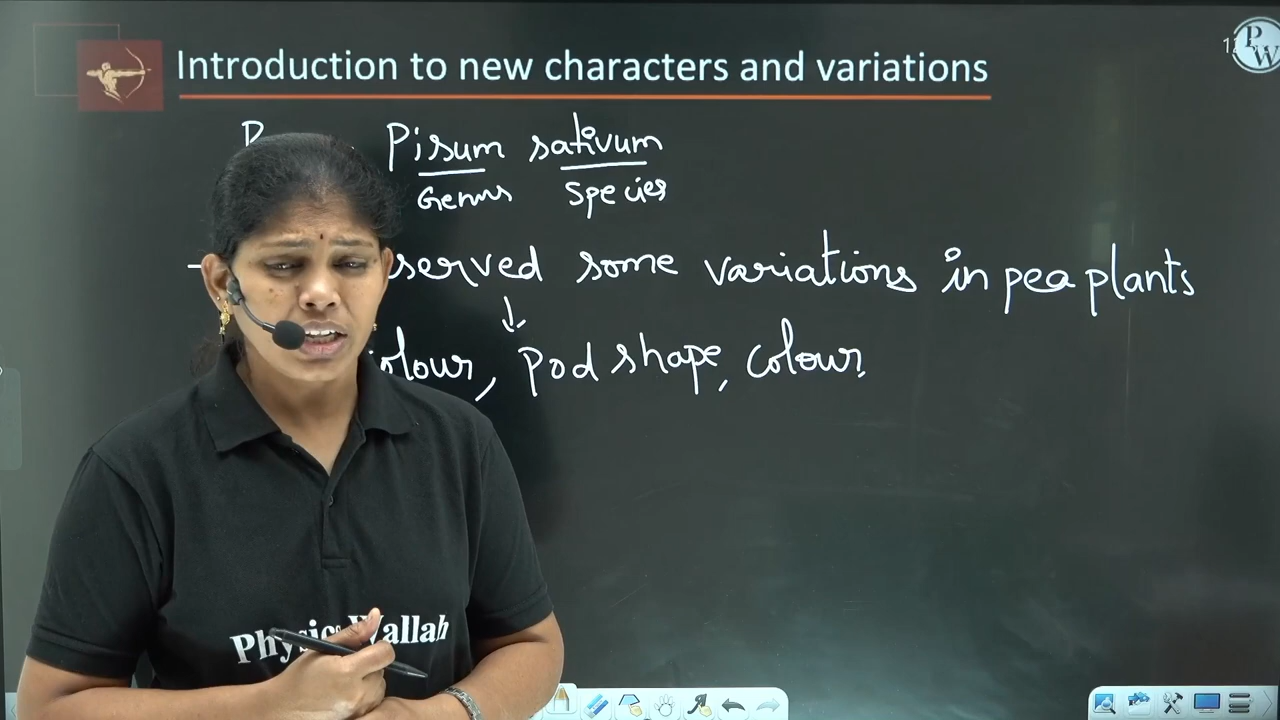 Introduction to new characters and variations
PW
Pisum sativum
Genus Species
served some variations in pea plants
olour, pod shape, colour.
Physics Wallah